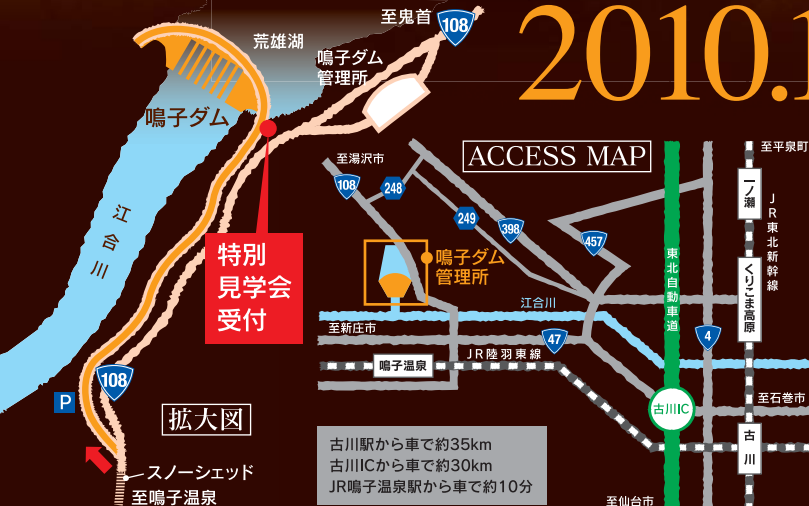 至鬼首
108
荒雄湖
鳴子ダム
管理所
2010.1
鳴子ダム
江合川
特別
見学会
受付
108
P
拡大図
スノーシェッド
至鳴子温泉
ACCESS MAP
至湯沢市
108
248
249
398
457
鳴子ダム
管理所
江合川
至新庄市
47
JR陸羽東線
鳴子温泉
東北自動車道
4
一ノ瀬
至平泉町
JR東北新幹線
くりこま高原
至石巻市
古川IC
古川
至仙台市
古川駅から車で約35km
古川ICから車で約30km
JR鳴子温泉駅から車で約10分